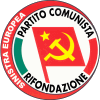 SINISTRA EUROPEA
PARTITO COMUNISTA
RIFONDAZIONE